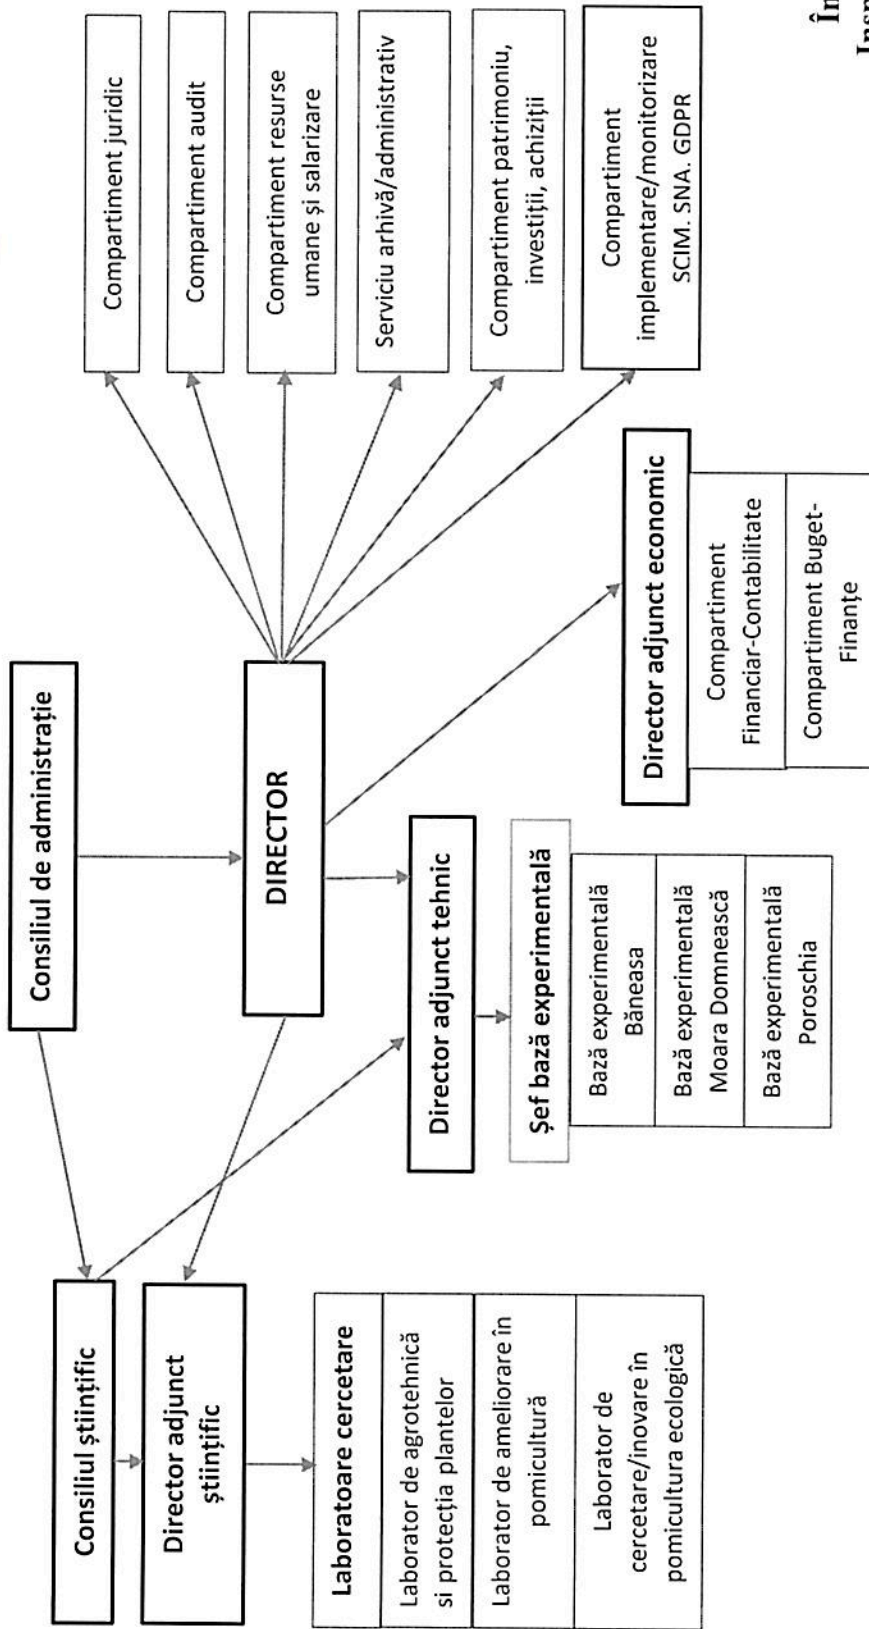 Consiliul de administrație
Consiliul științific
Director adjunct
științific
DIRECTOR
Compartiment juridic
Compartiment audit
Compartiment resurse
umane și salarizare
Serviciu arhivă/administrativ
Compartiment patrimoniu,
investiții, achiziții
Compartiment
implementare/monitorizare
SCIM. SNA. GDPR
Laboratoare cercetare
Laborator de agrotehnică
si protecția plantelor
Laborator de ameliorare în
pomicultură
Laborator de
cercetare/inovare în
pomicultura ecologică
Director adjunct tehnic
Șef bază experimentală
Bază experimentală
Băneasa
Bază experimentală
Moara Domnească
Bază experimentală
Poroschia
Director adjunct economic
Compartiment
Financiar-Contabilitate
Compartiment Buget-
Finanțe